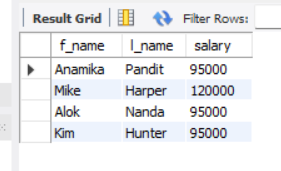 Result Grid Filter Rows:
f_name l_name salary
Anamika Pandit 95000
Mike Harper 120000
Alok Nanda 95000
Kim Hunter 95000